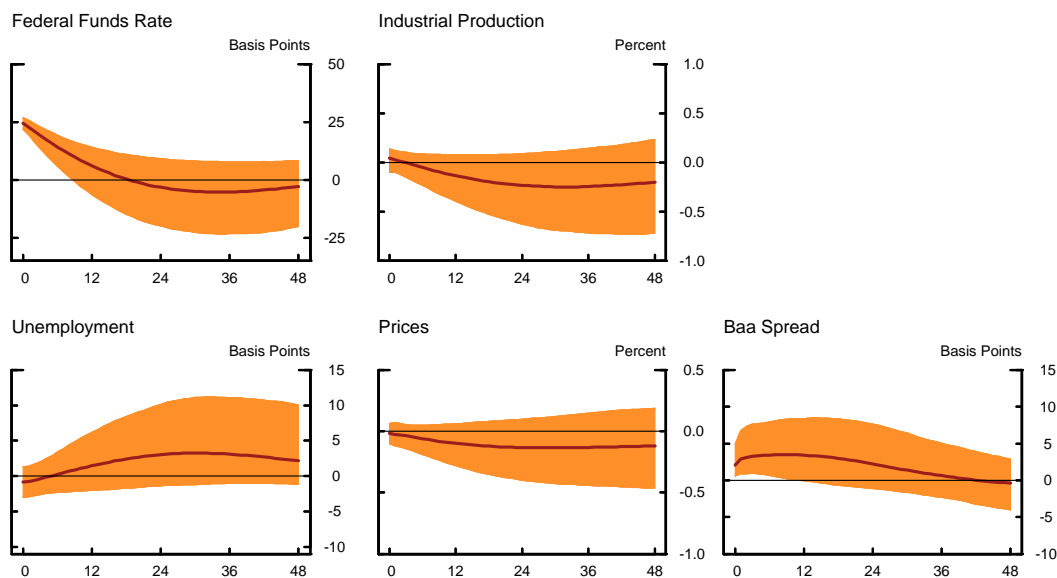 Federal Funds Rate
Basis Points
50
25
0
-25
0 12 24 36 48
Industrial Production
Percent
1.0
0.5
0.0
-0.5
-1.0
0 12 24 36 48
Unemployment
Basis Points
15
10
5
0
-5
-10
0 12 24 36 48
Prices
Percent
0.5
0.0
-0.5
-1.0
0 12 24 36 48
Baa Spread
Basis Points
15
10
5
0
-5
-10
0 12 24 36 48